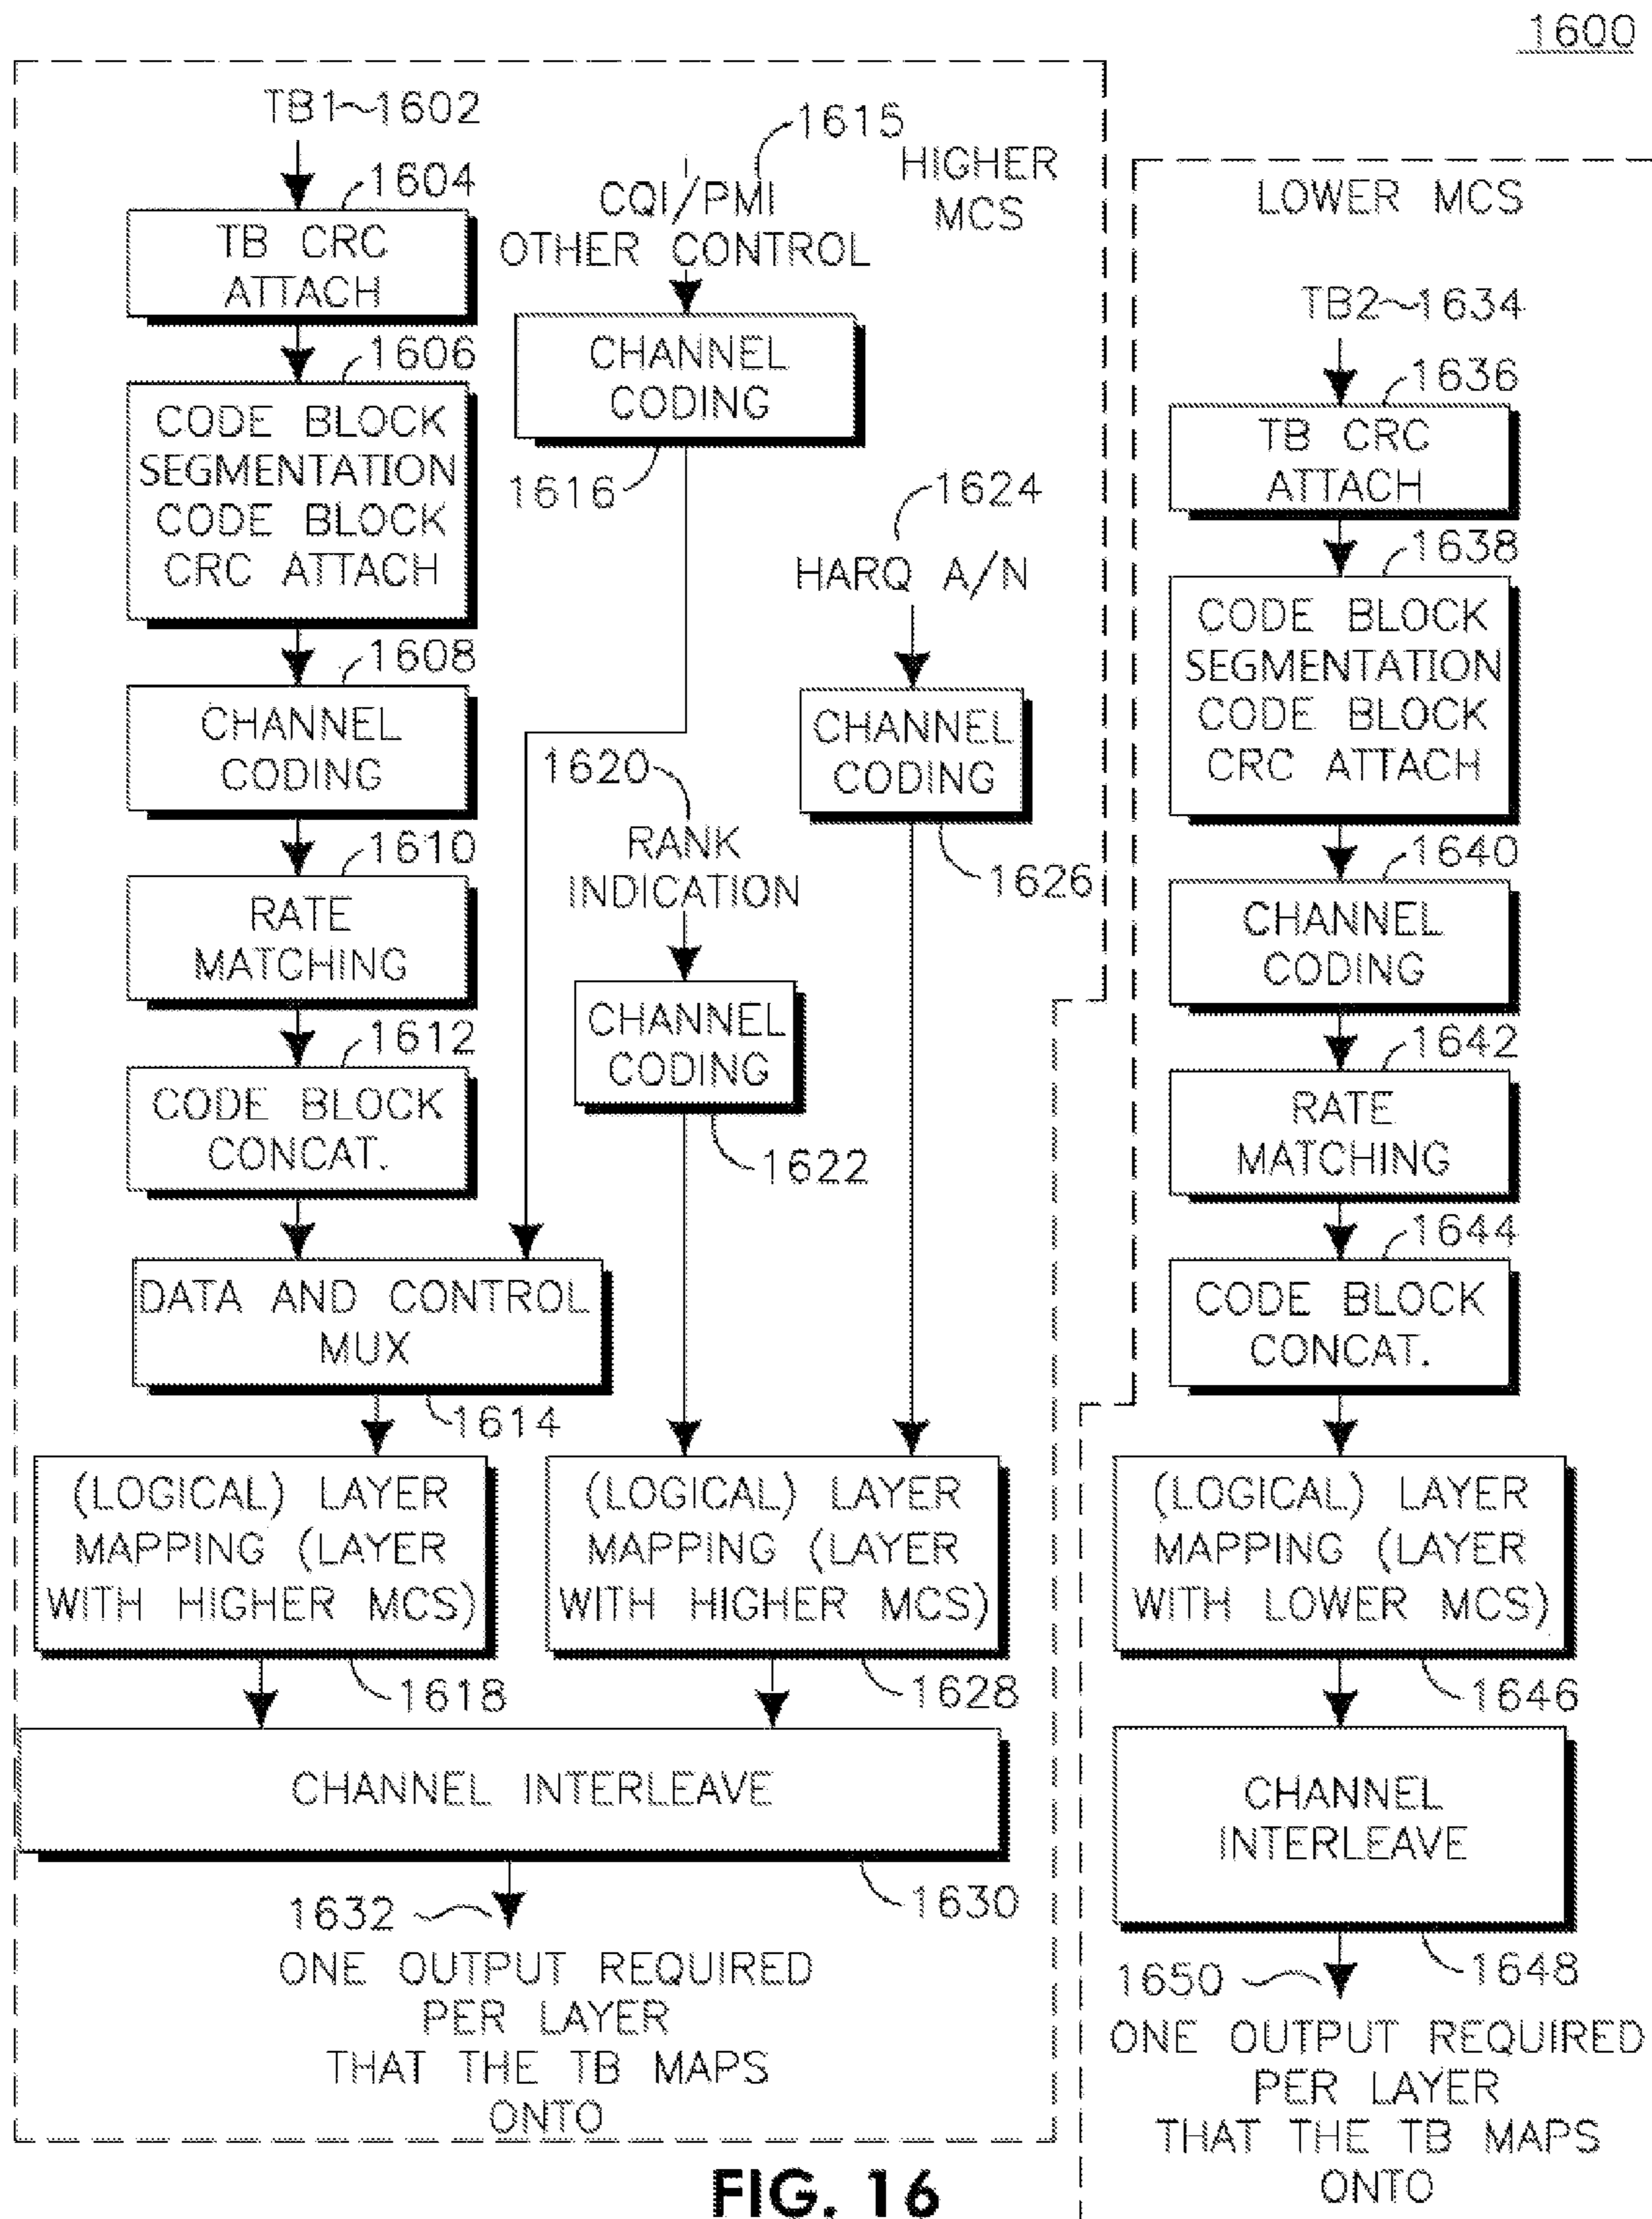 1600
TB1~1602
1604
TB CRC
ATTACH
1606
CODE BLOCK
SEGMENTATION
CODE BLOCK
CRC ATTACH
1608
CHANNEL
CODING
1610
RATE
MATCHING
1612
CODE BLOCK
CONCAT.
DATA AND CONTROL
MUX
1614
(LOGICAL) LAYER
MAPPING (LAYER
WITH HIGHER MCS)
1618
1615
HIGHER
MCS
CQI/PMI
OTHER CONTROL
CHANNEL
CODING
1616
1620
RANK
INDICATION
CHANNEL
CODING
1622
1624
HARQ A/N
CHANNEL
CODING
1626
(LOGICAL) LAYER
MAPPING (LAYER
WITH HIGHER MCS)
1628
CHANNEL INTERLEAVE
1630
1632
ONE OUTPUT REQUIRED
PER LAYER
THAT THE TB MAPS
ONTO
LOWER MCS
TB2~1634
1636
TB CRC
ATTACH
1638
CODE BLOCK
SEGMENTATION
CODE BLOCK
CRC ATTACH
1640
CHANNEL
CODING
1642
RATE
MATCHING
1644
CODE BLOCK
CONCAT.
(LOGICAL) LAYER
MAPPING (LAYER
WITH LOWER MCS)
1646
CHANNEL
INTERLEAVE
1648
1650
ONE OUTPUT REQUIRED
PER LAYER
THAT THE TB MAPS
ONTO
FIG. 16